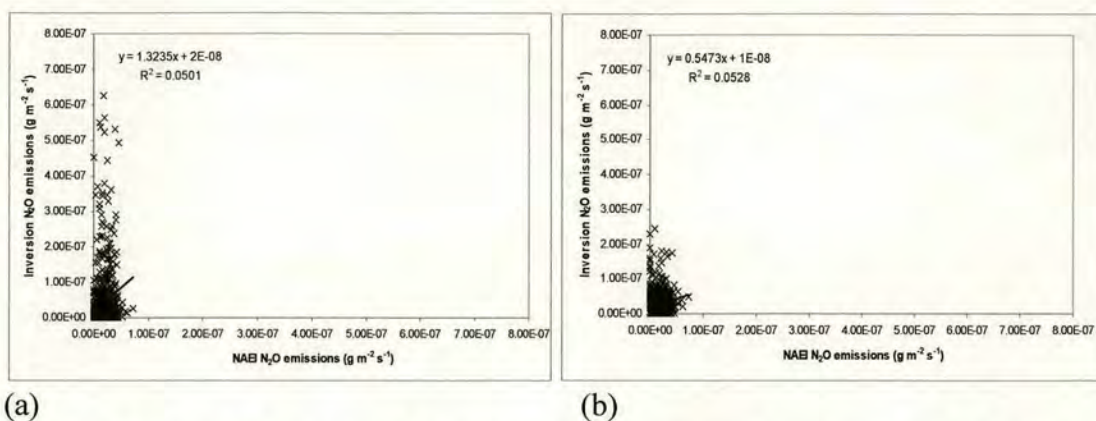 8.00E-07
7.00E-07
6.00E-07
5.00E-07
4.00E-07
3.00E-07
2.00E-07
1.00E-07
0.00E+00
Inversion N₂O emissions (g m⁻² s⁻¹)
y = 1.3235x + 2E-08
R² = 0.0501
0.00E+00 1.00E-07 2.00E-07 3.00E-07 4.00E-07 5.00E-07 6.00E-07 7.00E-07 8.00E-07
NAEI N₂O emissions (g m⁻² s⁻¹)
(a)
8.00E-07
7.00E-07
6.00E-07
5.00E-07
4.00E-07
3.00E-07
2.00E-07
1.00E-07
0.00E+00
Inversion N₂O emissions (g m⁻² s⁻¹)
y = 0.5473x + 1E-08
R² = 0.0528
0.00E+00 1.00E-07 2.00E-07 3.00E-07 4.00E-07 5.00E-07 6.00E-07 7.00E-07 8.00E-07
NAEI N₂O emissions (g m⁻² s⁻¹)
(b)